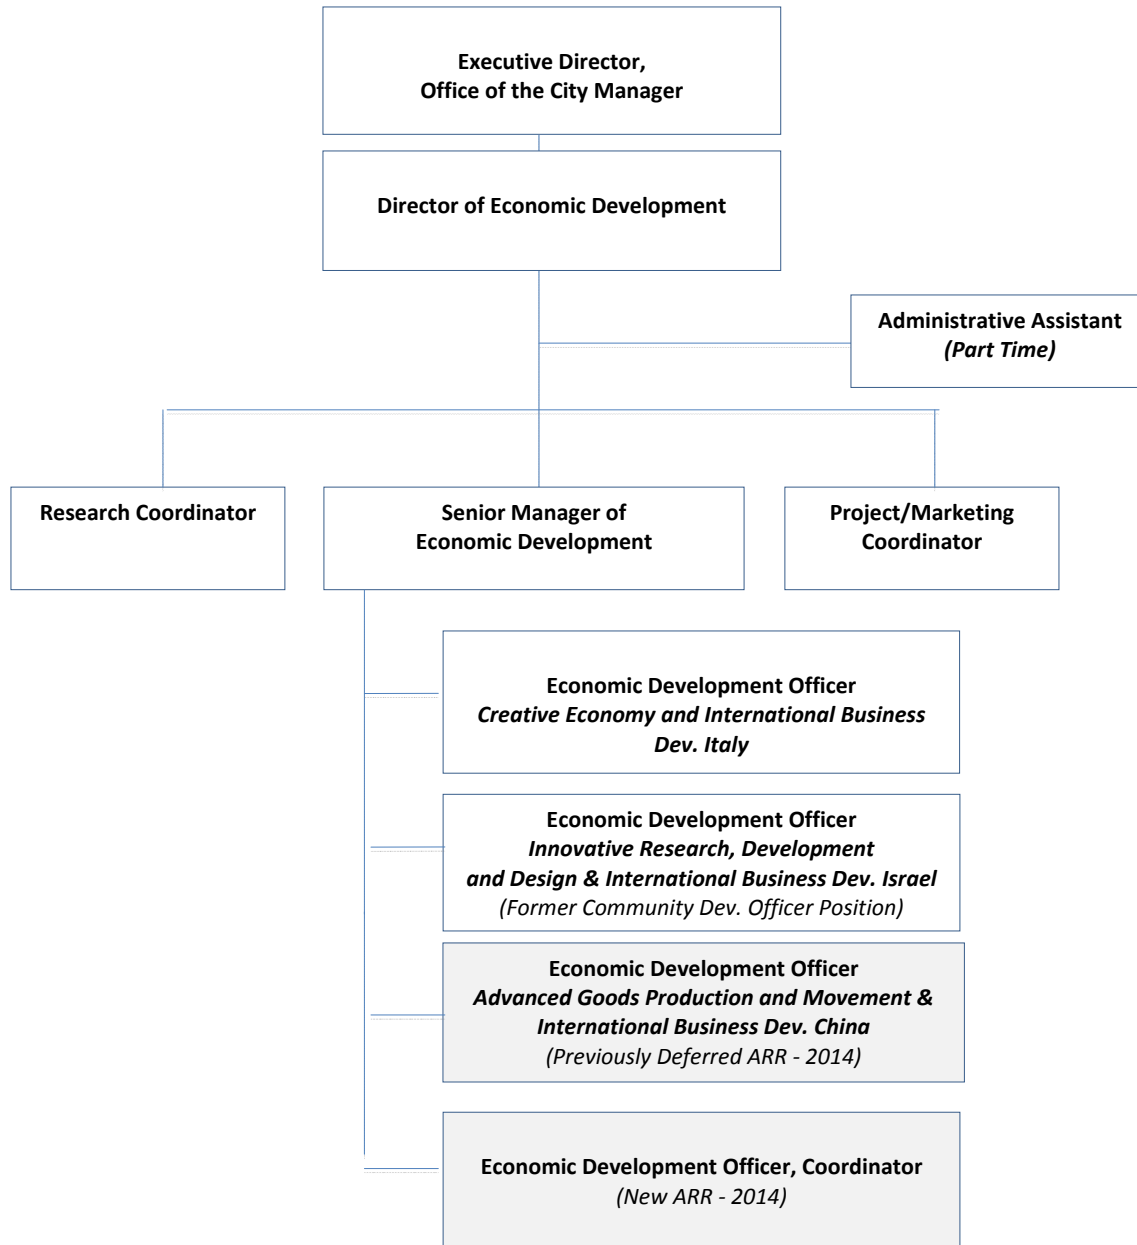 Executive Director,
Office of the City Manager
Director of Economic Development
Administrative Assistant
(Part Time)
Research Coordinator
Senior Manager of
Economic Development
Project/Marketing
Coordinator
Economic Development Officer
Creative Economy and International Business
Dev. Italy
Economic Development Officer
Innovative Research, Development
and Design & International Business Dev. Israel
(Former Community Dev. Officer Position)
Economic Development Officer
Advanced Goods Production and Movement &
International Business Dev. China
(Previously Deferred ARR - 2014)
Economic Development Officer, Coordinator
(New ARR - 2014)